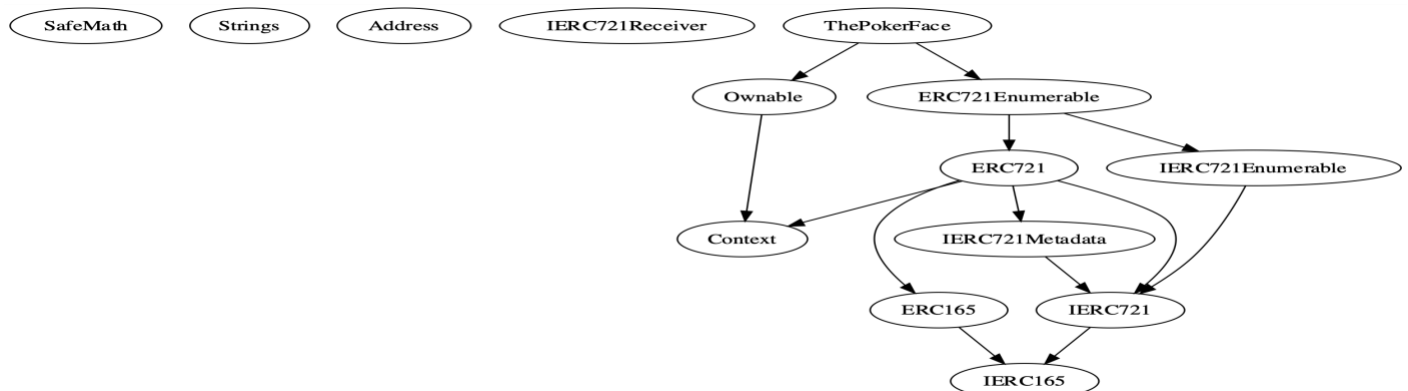 SafeMath Strings Address IERC721Receiver ThePokerFace
Ownable ERC721Enumerable
ERC721 IERC721Enumerable
Context IERC721Metadata
ERC165 IERC721
IERC165